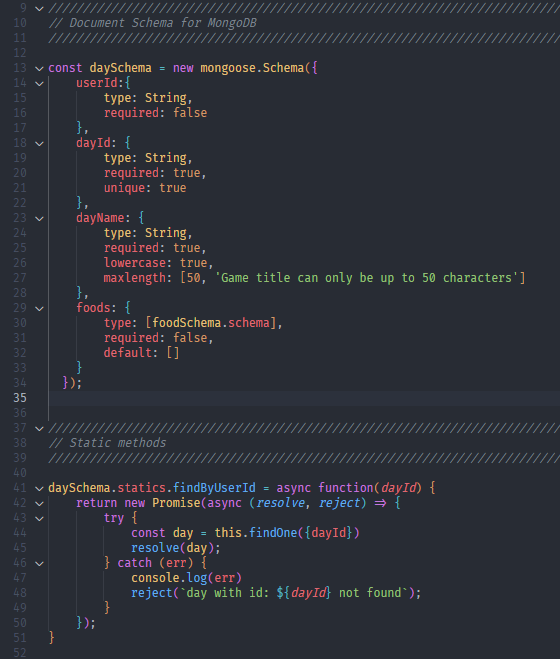 9 ////////////////////////////////////////////////////////////////////////////
10 // Document Schema for MongoDB
11 ////////////////////////////////////////////////////////////////////////////
12
13 const daySchema = new mongoose.Schema({
14     userId:{
15         type: String,
16         required: false
17     },
18     dayId: {
19         type: String,
20         required: true,
21         unique: true
22     },
23     dayName: {
24         type: String,
25         required: true,
26         lowercase: true,
27         maxlength: [50, 'Game title can only be up to 50 characters']
28     },
29     foods: {
30         type: [foodSchema.schema],
31         required: false,
32         default: []
33     }
34   });
35
36
37 ////////////////////////////////////////////////////////////////////////////
38 // Static methods
39 ////////////////////////////////////////////////////////////////////////////
40
41 daySchema.statics.findByUserId = async function(dayId) {
42     return new Promise(async (resolve, reject) => {
43         try {
44             const day = this.findOne({dayId})
45             resolve(day);
46         } catch (err) {
47             console.log(err)
48             reject(`day with id: ${dayId} not found`);
49         }
50     });
51 }
52